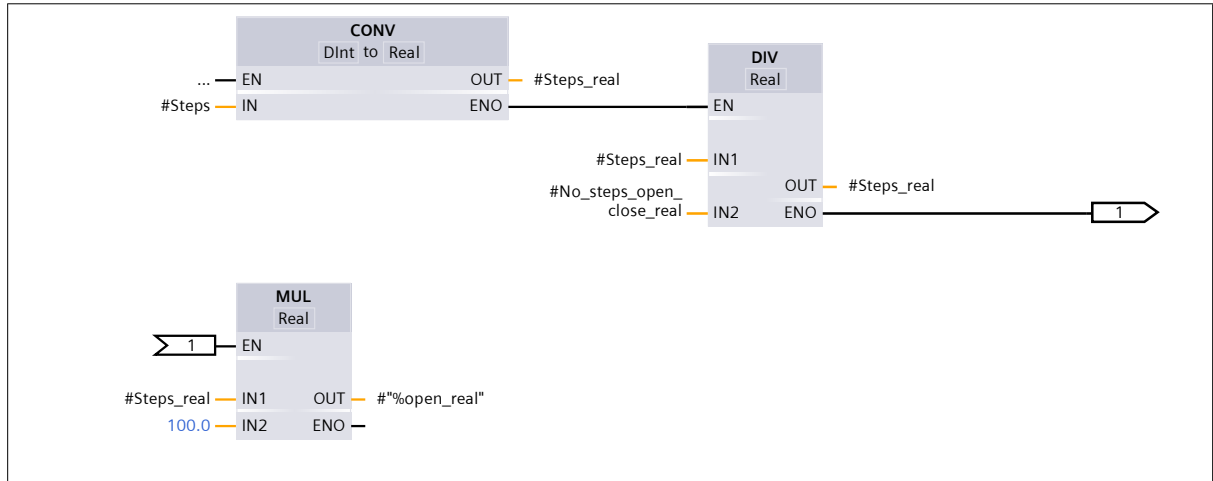 CONV
DInt to Real
... EN OUT #Steps_real
#Steps IN ENO
DIV
Real
EN
#Steps_real IN1
OUT #Steps_real
#No_steps_open_
close_real IN2 ENO 1
MUL
Real
1 EN
#Steps_real IN1 OUT #"%open_real"
100.0 IN2 ENO